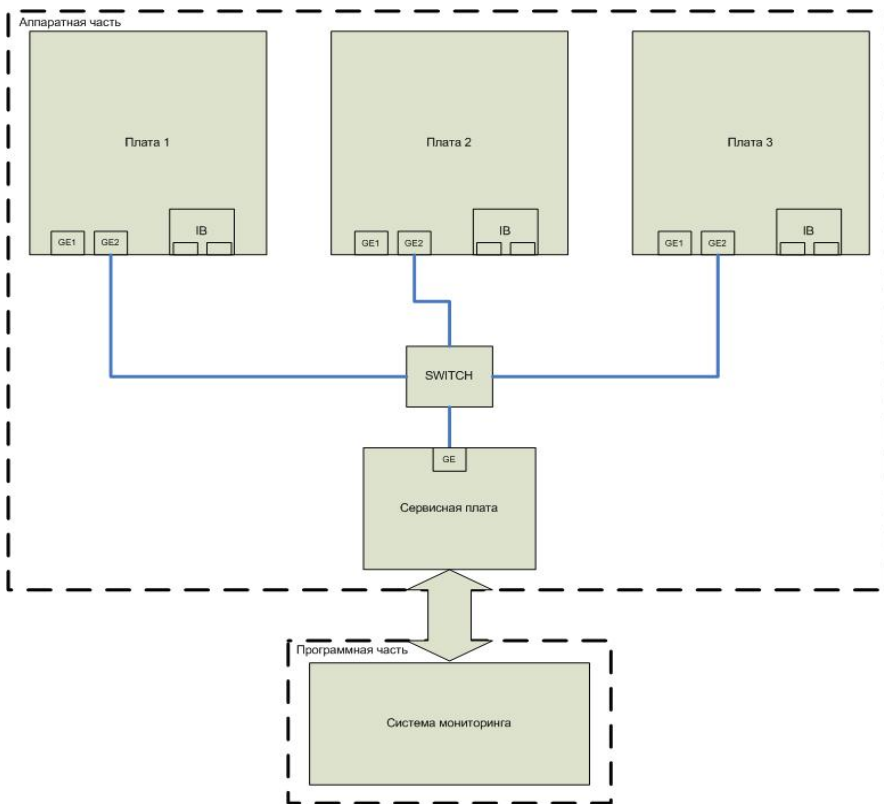 Аппаратная часть
Плата 1
Плата 2
Плата 3
GE1
GE2
IB
GE1
GE2
IB
GE1
GE2
IB
SWITCH
GE
Сервисная плата
Программная часть
Система мониторинга